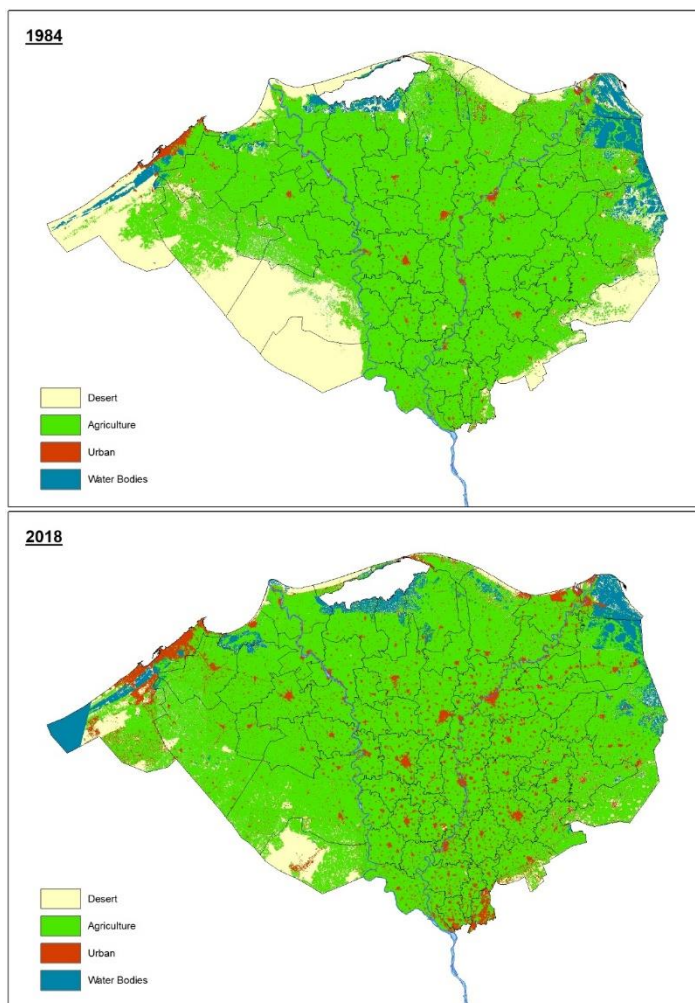 1984
Desert
Agriculture
Urban
Water Bodies
2018
Desert
Agriculture
Urban
Water Bodies